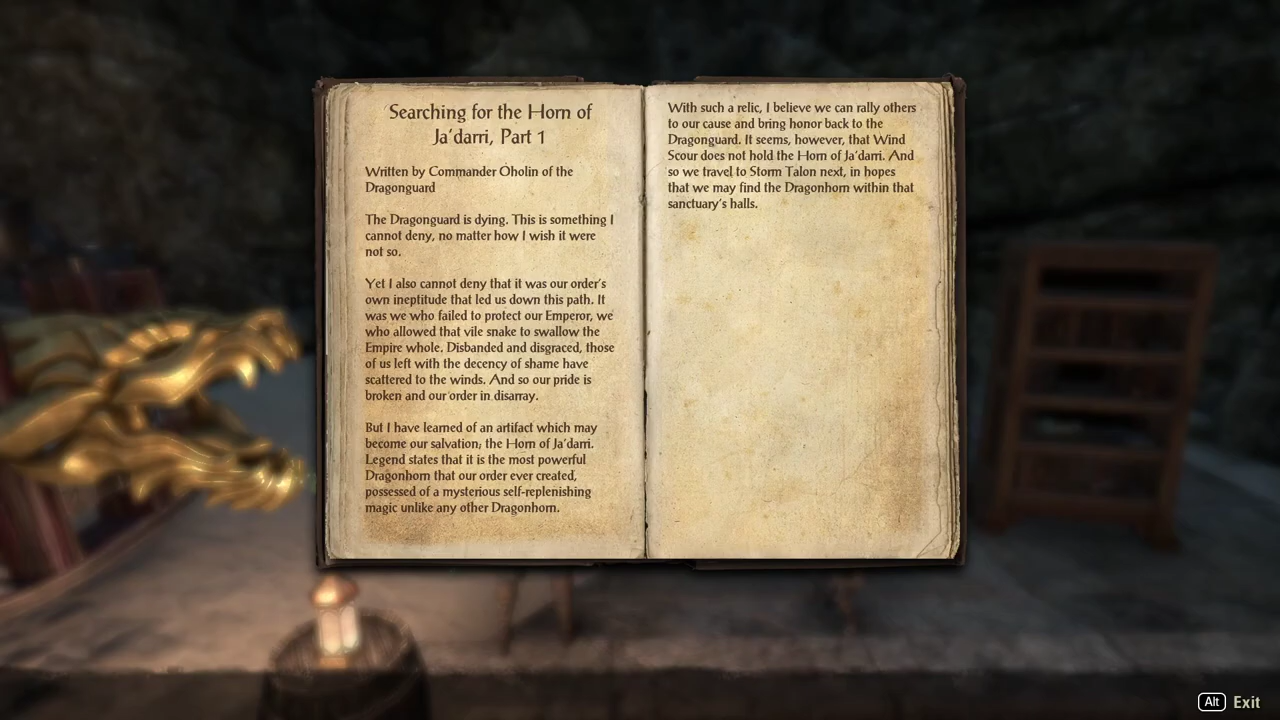 Searching for the Horn of
Ja'darri, Part 1
Written by Commander Oholin of the
Dragonguard
The Dragonguard is dying. This is something I
cannot deny, no matter how I wish it were
not so.
Yet I also cannot deny that it was our order's
own ineptitude that led us down this path. It
was we who failed to protect our Emperor, we
who allowed that vile snake to swallow the
Empire whole. Disbanded and disgraced, those
of us left with the decency of shame have
scattered to the winds. And so our pride is
broken and our order in disarray.
But I have learned of an artifact which may
become our salvation; the Horn of Ja'darri.
Legend states that it is the most powerful
Dragonhorn that our order ever created,
possessed of a mysterious self-replenishing
magic unlike any other Dragonhorn.
With such a relic, I believe we can rally others
to our cause and bring honor back to the
Dragonguard. It seems, however, that Wind
Scour does not hold the Horn of Ja'darri. And
so we travel to Storm Talon next, in hopes
that we may find the Dragonhorn within that
sanctuary's halls.
Alt Exit